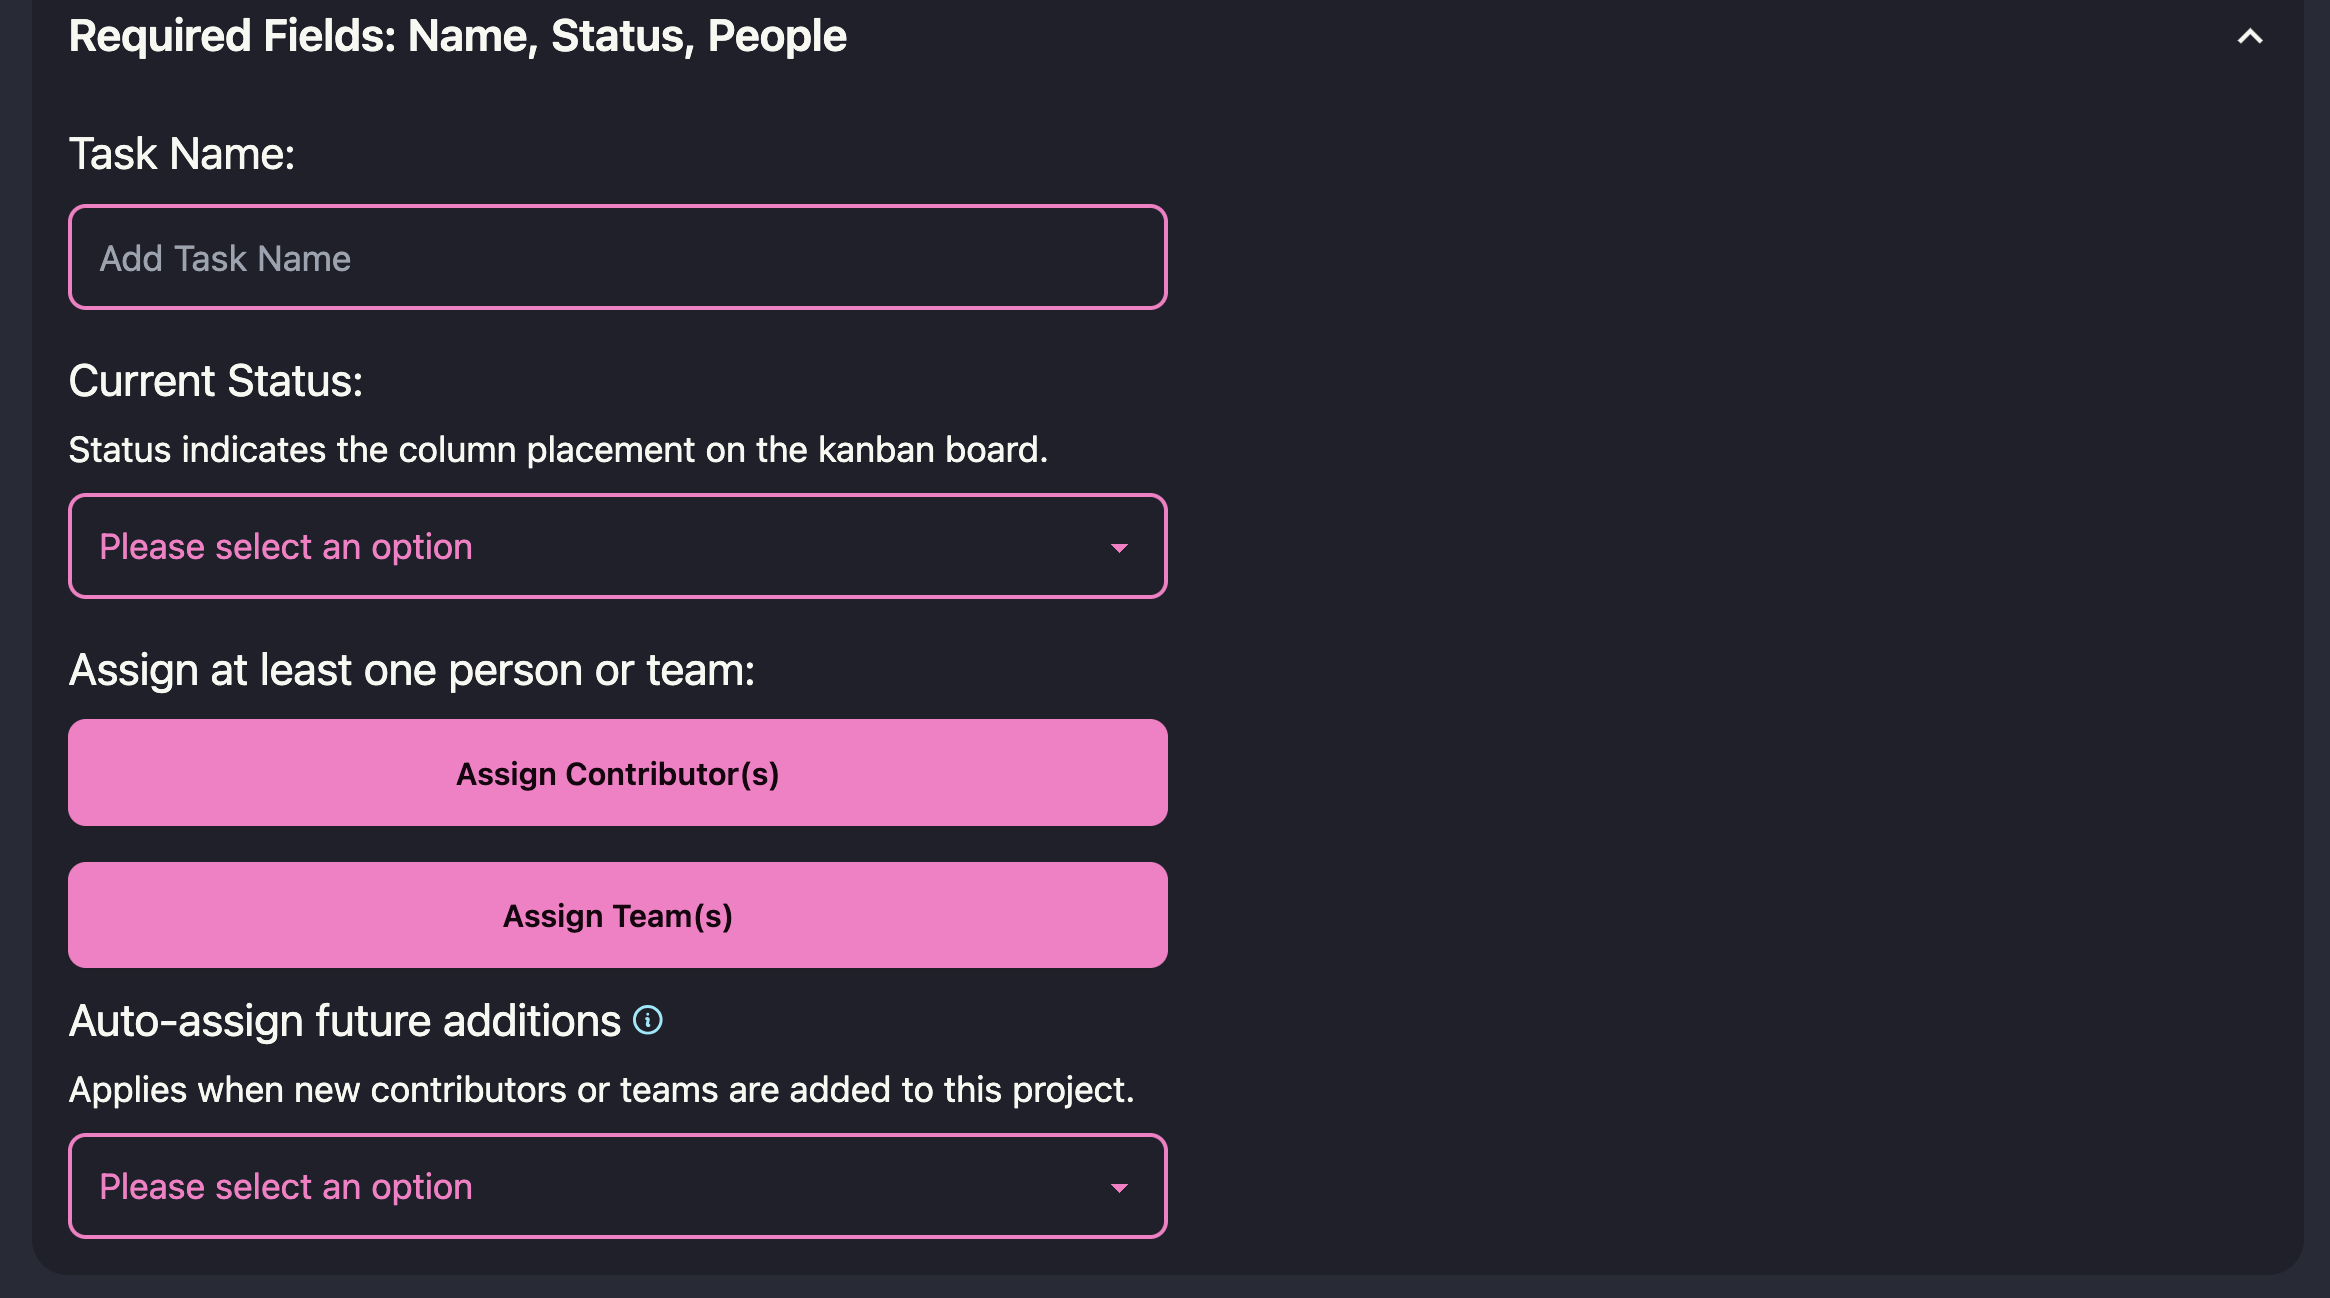 Required Fields: Name, Status, People
Task Name:
Add Task Name
Current Status:
Status indicates the column placement on the kanban board.
Please select an option
Assign at least one person or team:
Assign Contributor(s)
Assign Team(s)
Auto-assign future additions
Applies when new contributors or teams are added to this project.
Please select an option